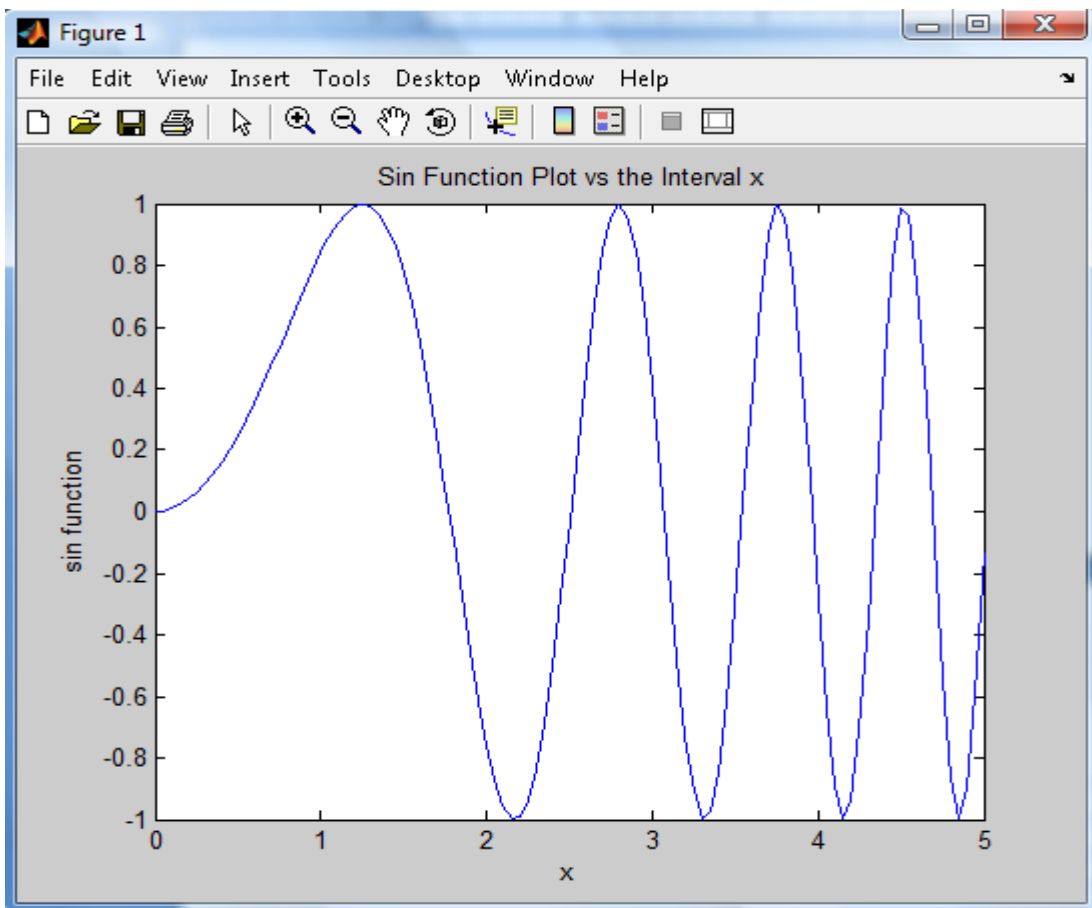 Figure 1
File Edit View Insert Tools Desktop Window Help
Sin Function Plot vs the Interval x
1
0.8
0.6
0.4
0.2
0
-0.2
-0.4
-0.6
-0.8
-1
sin function
0 1 2 3 4 5
x